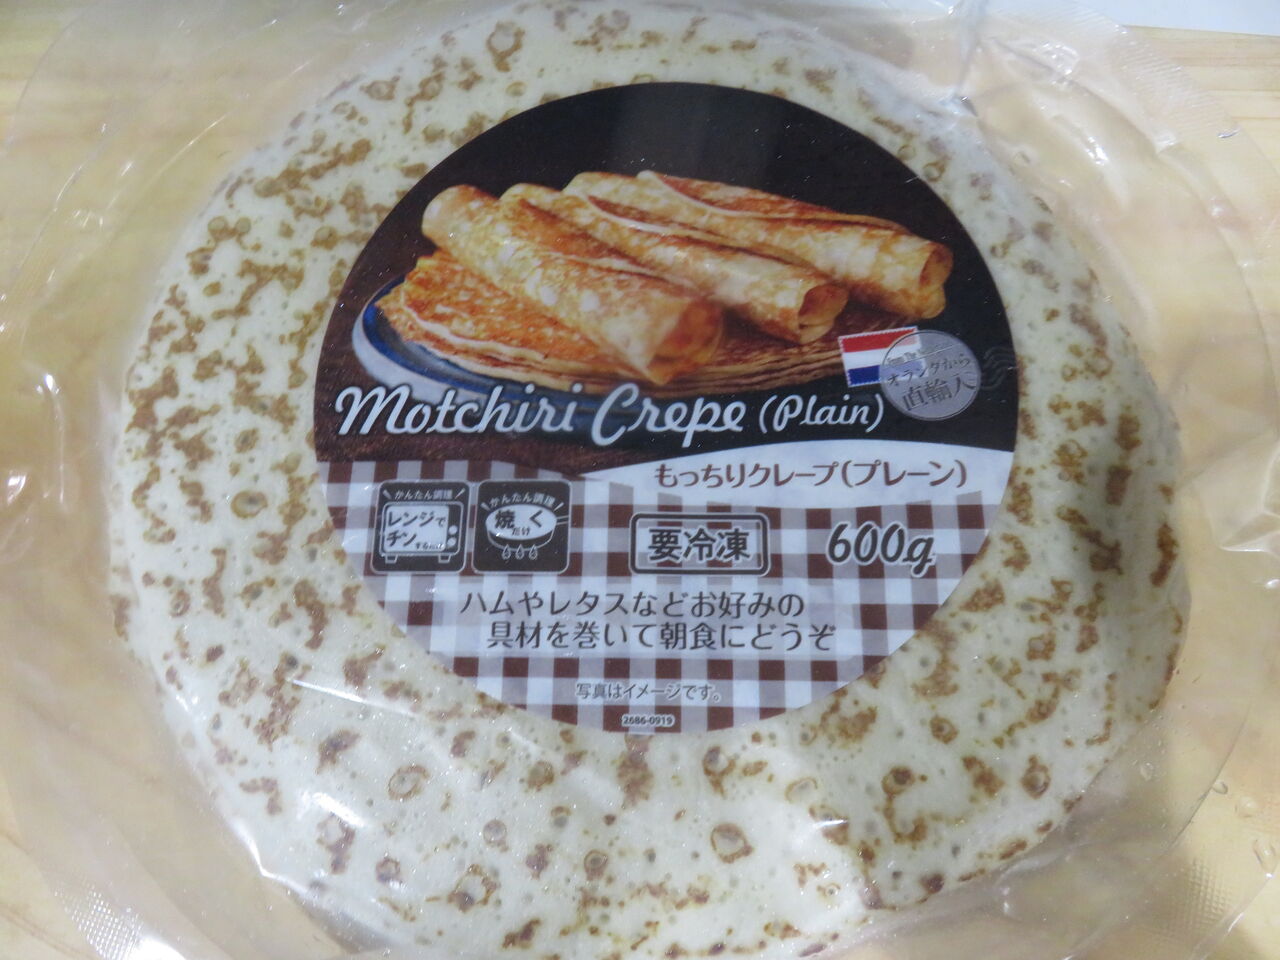 オランダから
直輸入
Motchiri Crepe (Plain)
もっちりクレープ(プレーン)
かんたん調理
レンジで
チン
かんたん調理
焼く
だけ
要冷凍
600g
ハムやレタスなどお好みの
具材を巻いて朝食にどうぞ
写真はイメージです。
2686-0919